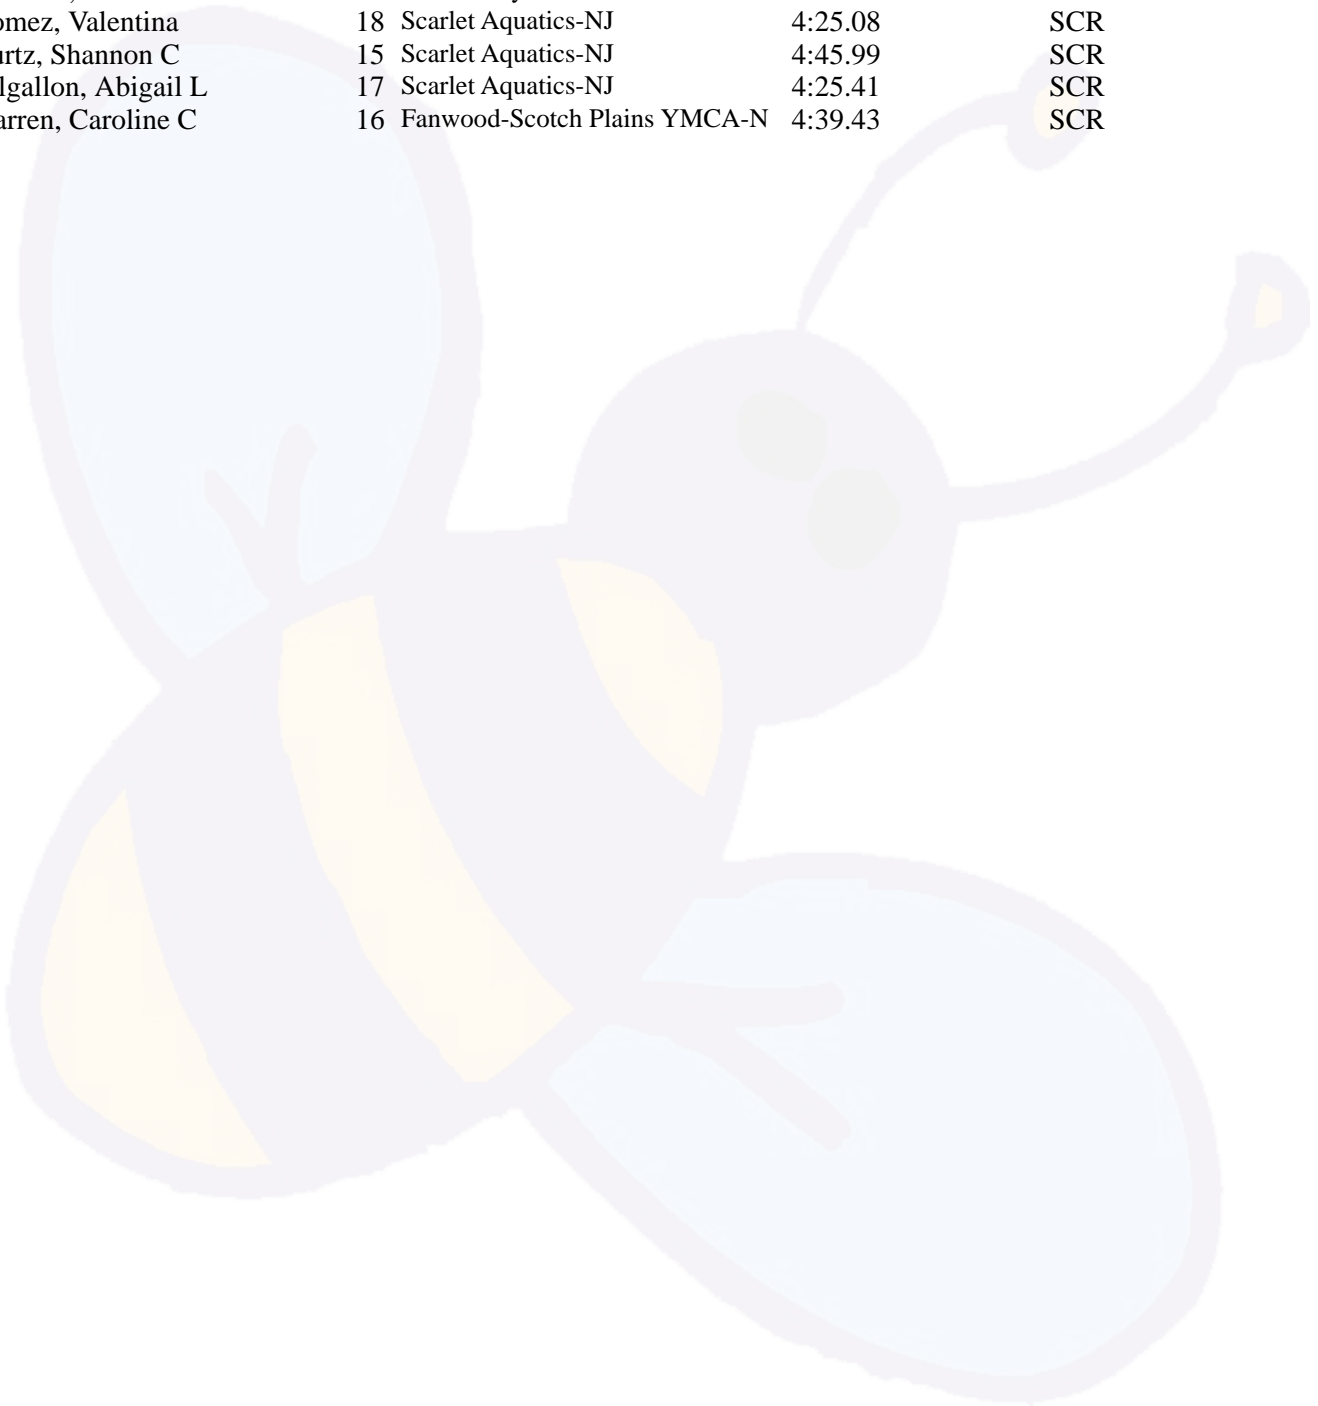 omez, Valentina 18 Scarlet Aquatics-NJ 4:25.08 SCR
urtz, Shannon C 15 Scarlet Aquatics-NJ 4:45.99 SCR
lgallon, Abigail L 17 Scarlet Aquatics-NJ 4:25.41 SCR
arren, Caroline C 16 Fanwood-Scotch Plains YMCA-N 4:39.43 SCR